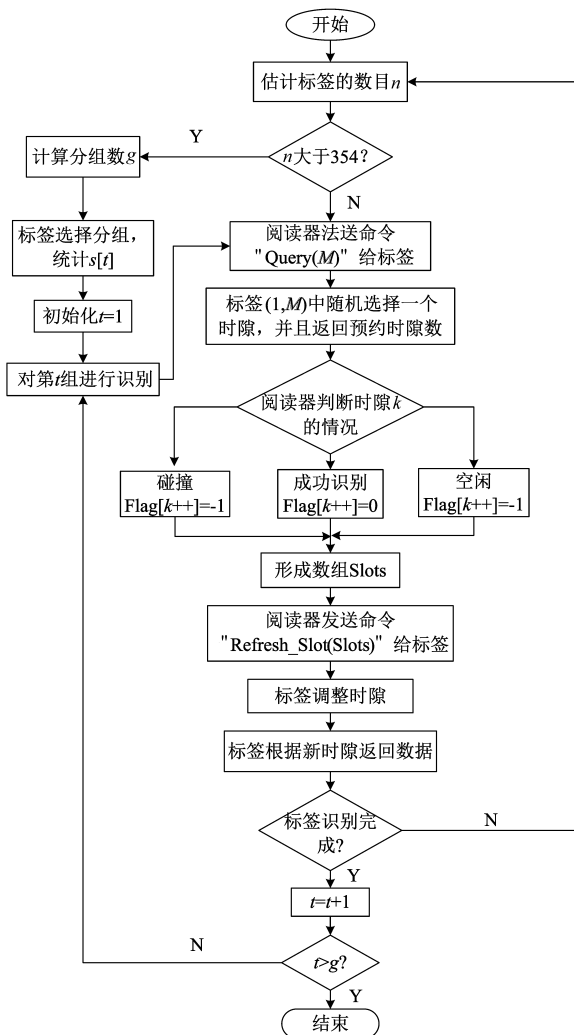 开始
估计标签的数目n
n大于354?
Y
N
计算分组数g
标签选择分组,
统计s[t]
初始化t=1
对第t组进行识别
阅读器法送命令
"Query(M)" 给标签
标签(1,M)中随机选择一个
时隙,并且返回预约时隙数
阅读器判断时隙k
的情况
碰撞
Flag[k++]=-1
成功识别
Flag[k++]=0
空闲
Flag[k++]=-1
形成数组Slots
阅读器发送命令
"Refresh_Slot(Slots)" 给标签
标签调整时隙
标签根据新时隙返回数据
标签识别完
成?
N
Y
t=t+1
t>g?
N
Y
结束